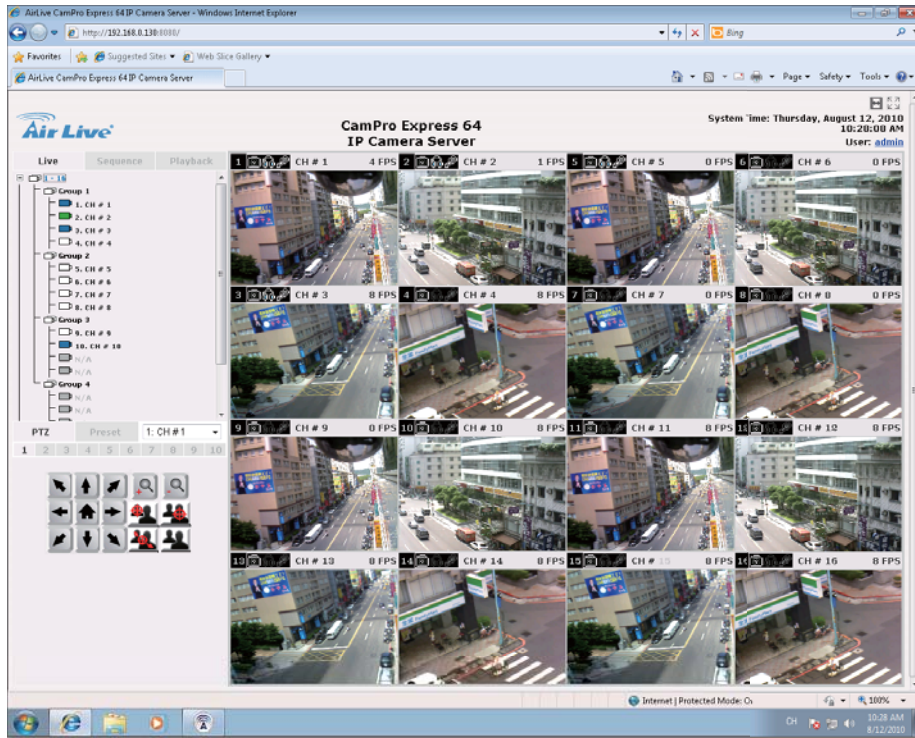 AirLive CamPro Express 64 IP Camera Server - Windows Internet Explorer
http://192.168.0.130:8080/
Bing
Favorites Suggested Sites Web Slice Gallery
AirLive CamPro Express 64 IP Camera Server
Page Safety Tools
Air Live
CamPro Express 64
IP Camera Server
System Time: Thursday, August 12, 2010
10:28:08 AM
User: admin
Live Sequence Playback
1 - 16
Group 1
1. CH # 1
2. CH # 2
3. CH # 3
4. CH # 4
Group 2
5. CH # 5
6. CH # 6
7. CH # 7
8. CH # 8
Group 3
9. CH # 9
10. CH # 10
N/A
N/A
Group 4
N/A
N/A
PTZ Preset 1: CH#1
1 2 3 4 5 6 7 8 9 10
1 CH # 1 4 FPS 2 CH # 2 1 FPS 5 CH # 5 0 FPS 6 CH # 6 0 FPS
3 CH # 3 8 FPS 4 CH # 4 8 FPS 7 CH # 7 0 FPS 8 CH # 8 0 FPS
9 CH # 9 0 FPS 10 CH # 10 8 FPS 11 CH # 11 8 FPS CH # 12 0 FPS
13 CH # 13 0 FPS 14 CH # 14 0 FPS 15 CH # 15 0 FPS CH # 16 8 FPS
Internet | Protected Mode:
100%
CH
10:28 AM
8/12/2010